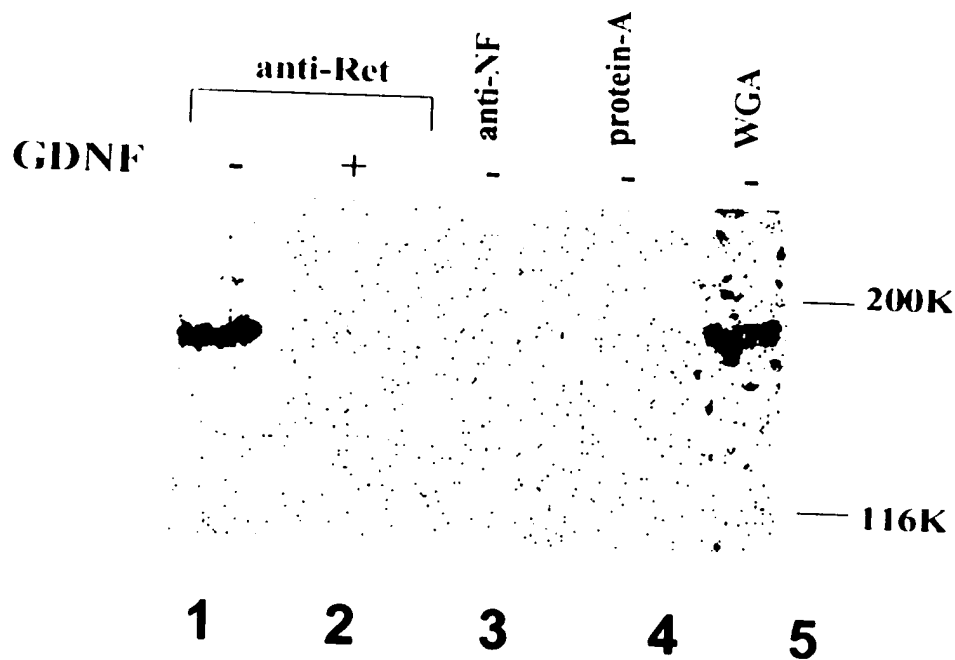 anti-Ret
anti-NF
protein-A
WGA
GDNF - + - - -
200K
116K
1 2 3 4 5